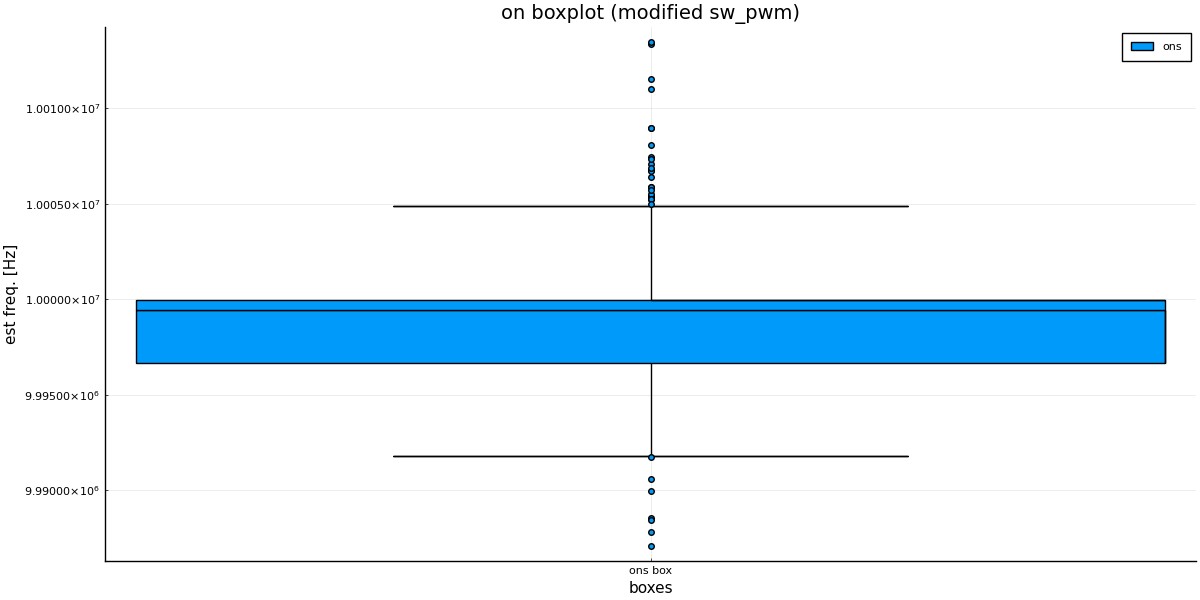 on boxplot (modified sw_pwm)
ons
1.00100×10⁷
1.00050×10⁷
1.00000×10⁷
9.99500×10⁶
9.99000×10⁶
est freq. [Hz]
ons box
boxes